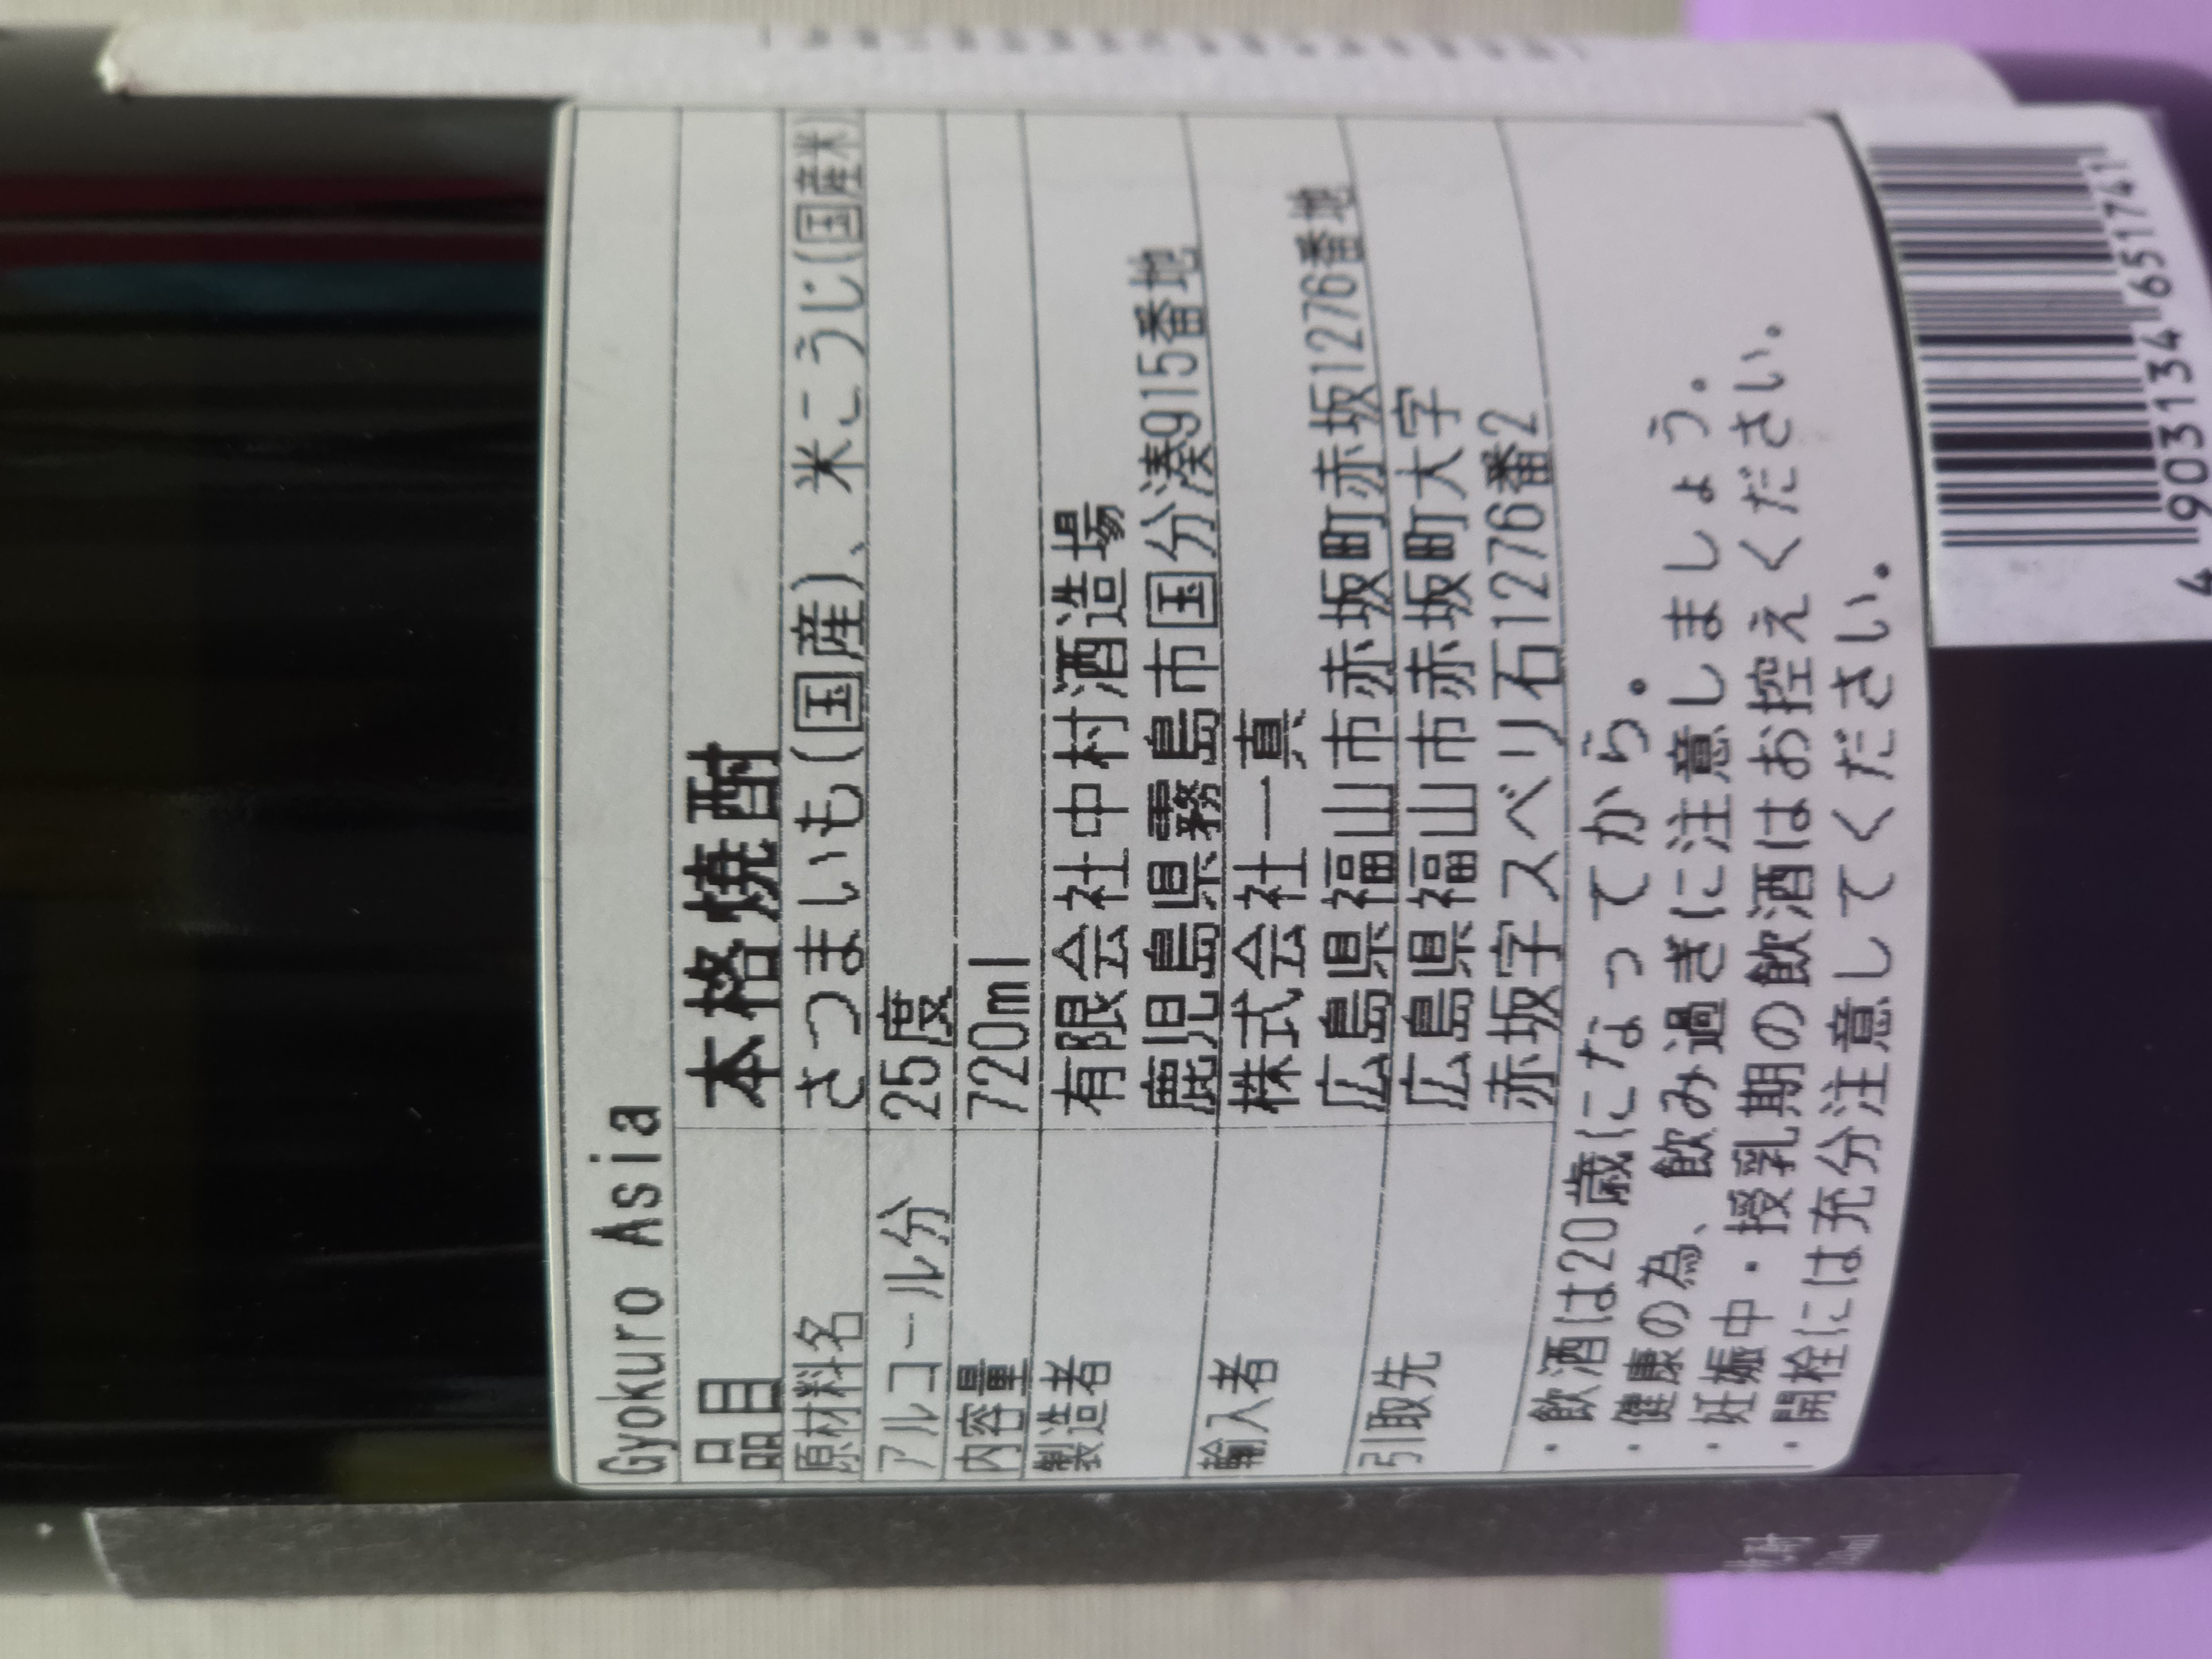 Gyokuro Asia
品目 本格焼酎
原材料名 さつまいも(国産)、米こうじ(国産米)
アルコール分 25度
内容量 720ml
製造者 有限会社中村酒造場
鹿児島県霧島市国分湊915番地
輸入者 株式会社一真
広島県福山市赤坂町赤坂1276番地
引取先 広島県福山市赤坂町大字
赤坂字スベリ石1276番2
・飲酒は20歳になってから。
・健康の為、飲み過ぎに注意しましょう。
・妊娠中・授乳期の飲酒はお控えください。
・開栓には充分注意してください。
4 903134 651741